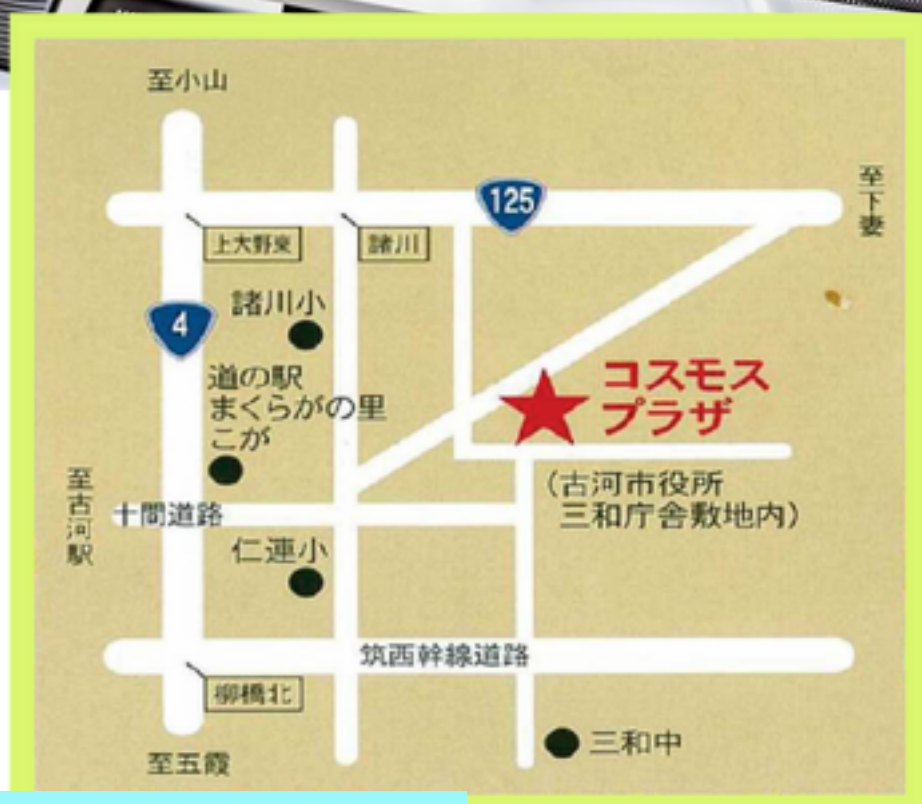 至小山
125
至下妻
上大野東
諸川
諸川小
4
道の駅
まくらがの里
こが
コスモス
プラザ
(古河市役所
三和庁舎敷地内)
至古河駅
十間道路
仁連小
筑西幹線道路
柳橋北
三和中
至五霞